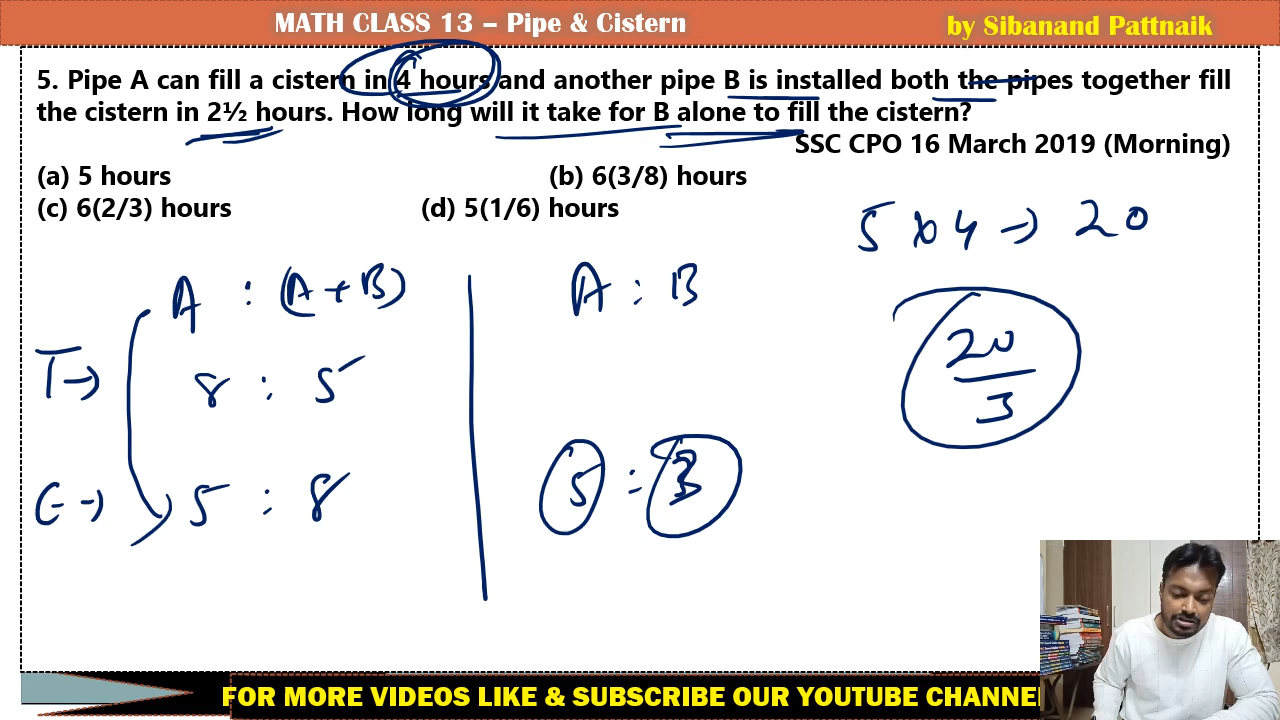 MATH CLASS 13 – Pipe & Cistern
by Sibanand Pattnaik
5. Pipe A can fill a cistern in 4 hours and another pipe B is installed both the pipes together fill
the cistern in 2½ hours. How long will it take for B alone to fill the cistern?
SSC CPO 16 March 2019 (Morning)
(a) 5 hours (b) 6(3/8) hours
(c) 6(2/3) hours (d) 5(1/6) hours
5 × 4 → 20
A : (A + B)
A : B
20/3
T → 8 : 5
E → 5 : 8
5 : 3
FOR MORE VIDEOS LIKE & SUBSCRIBE OUR YOUTUBE CHANNE